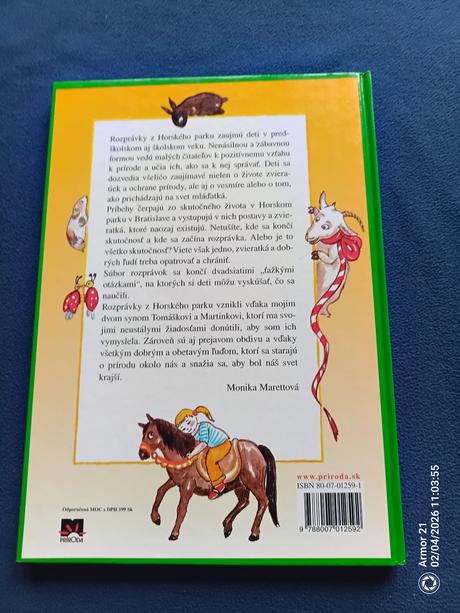 Rozprávky z Horského parku zaujmú deti v pred-
školskom aj školskom veku. Nenásilnou a zábavnou
formou vedú malých čitateľov k pozitívnemu vzťahu
k prírode a učia ich, ako sa k nej správať. Deti sa
dozvedia všeličo zaujímavé nielen o živote zviera-
tiek a ochrane prírody, ale aj o vesmíre alebo o tom,
ako prichádzajú na svet mláďatká.
Príbehy čerpajú zo skutočného života v Horskom
parku v Bratislave a vystupujú v nich postavy a zvie-
ratká, ktoré naozaj existujú. Netušíte, kde sa končí
skutočnosť a kde sa začína rozprávka. Alebo je to
všetko skutočnosť? Viete však jedno, zvieratká a dob-
rých ľudí treba opatrovať a chrániť.
Súbor rozprávok sa končí dvadsiatimi „ťažkými
otázkami“, na ktorých si deti môžu vyskúšať, čo sa
naučili.
Rozprávky z Horského parku vznikli vďaka mojim
dvom synom Tomáškovi a Martinkovi, ktorí ma svo-
jimi neustálymi žiadosťami donútili, aby som ich
vymyslela. Zároveň sú aj prejavom obdivu a vďaky
všetkým dobrým a obetavým ľuďom, ktorí sa starajú
o prírodu okolo nás a snažia sa, aby bol náš svet
krajší.
Monika Marettová
www.priroda.sk
ISBN 80-07-01259-1
9 788007 012592
Odporučená MOC s DPH 199 Sk
PRÍRODA
Armor 21
02/04/2026 11:03:55